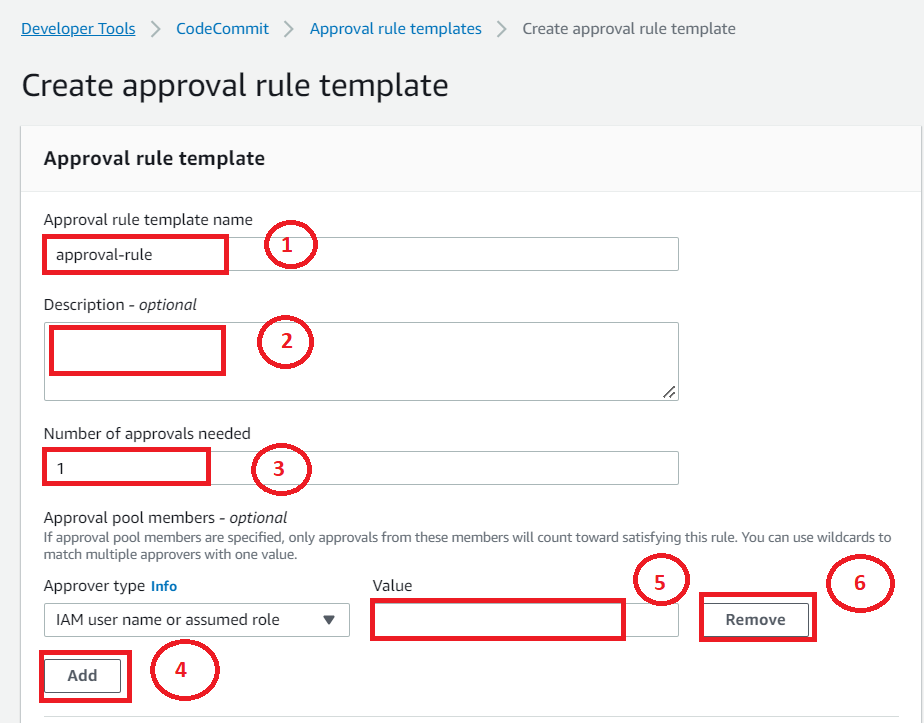 Developer Tools > CodeCommit > Approval rule templates > Create approval rule template
Create approval rule template
Approval rule template
Approval rule template name
approval-rule 1
Description - optional
2
Number of approvals needed
1 3
Approval pool members - optional
If approval pool members are specified, only approvals from these members will count toward satisfying this rule. You can use wildcards to
match multiple approvers with one value.
Approver type Info Value 5 6
IAM user name or assumed role Remove
Add 4